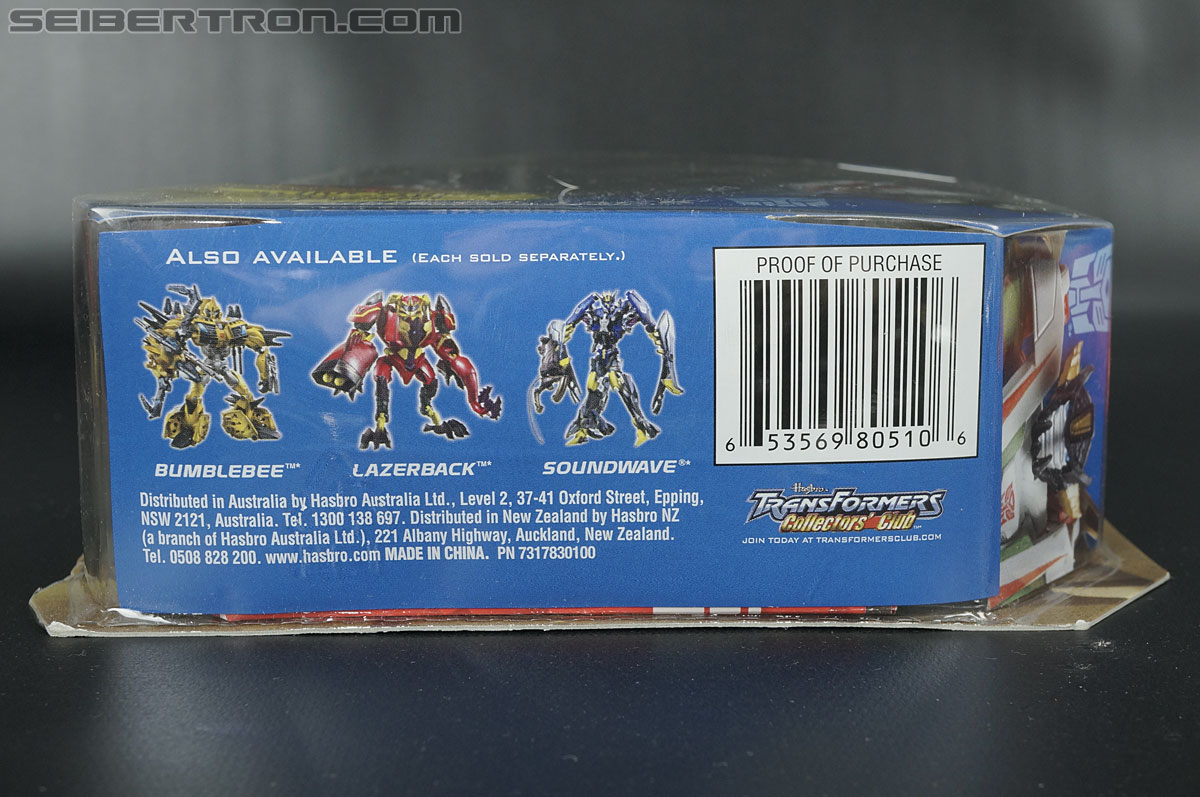 SEIBERTRON.COM
ALSO AVAILABLE (EACH SOLD SEPARATELY.)
PROOF OF PURCHASE
6 53569 80510 6
BUMBLEBEE™* LAZERBACK™* SOUNDWAVE®*
Distributed in Australia by Hasbro Australia Ltd., Level 2, 37-41 Oxford Street, Epping,
NSW 2121, Australia. Tel. 1300 138 697. Distributed in New Zealand by Hasbro NZ
(a branch of Hasbro Australia Ltd.), 221 Albany Highway, Auckland, New Zealand.
Tel. 0508 828 200. www.hasbro.com MADE IN CHINA. PN 7317830100
Hasbro
TRANSFORMERS
Collectors' Club™
JOIN TODAY AT TRANSFORMERSCLUB.COM